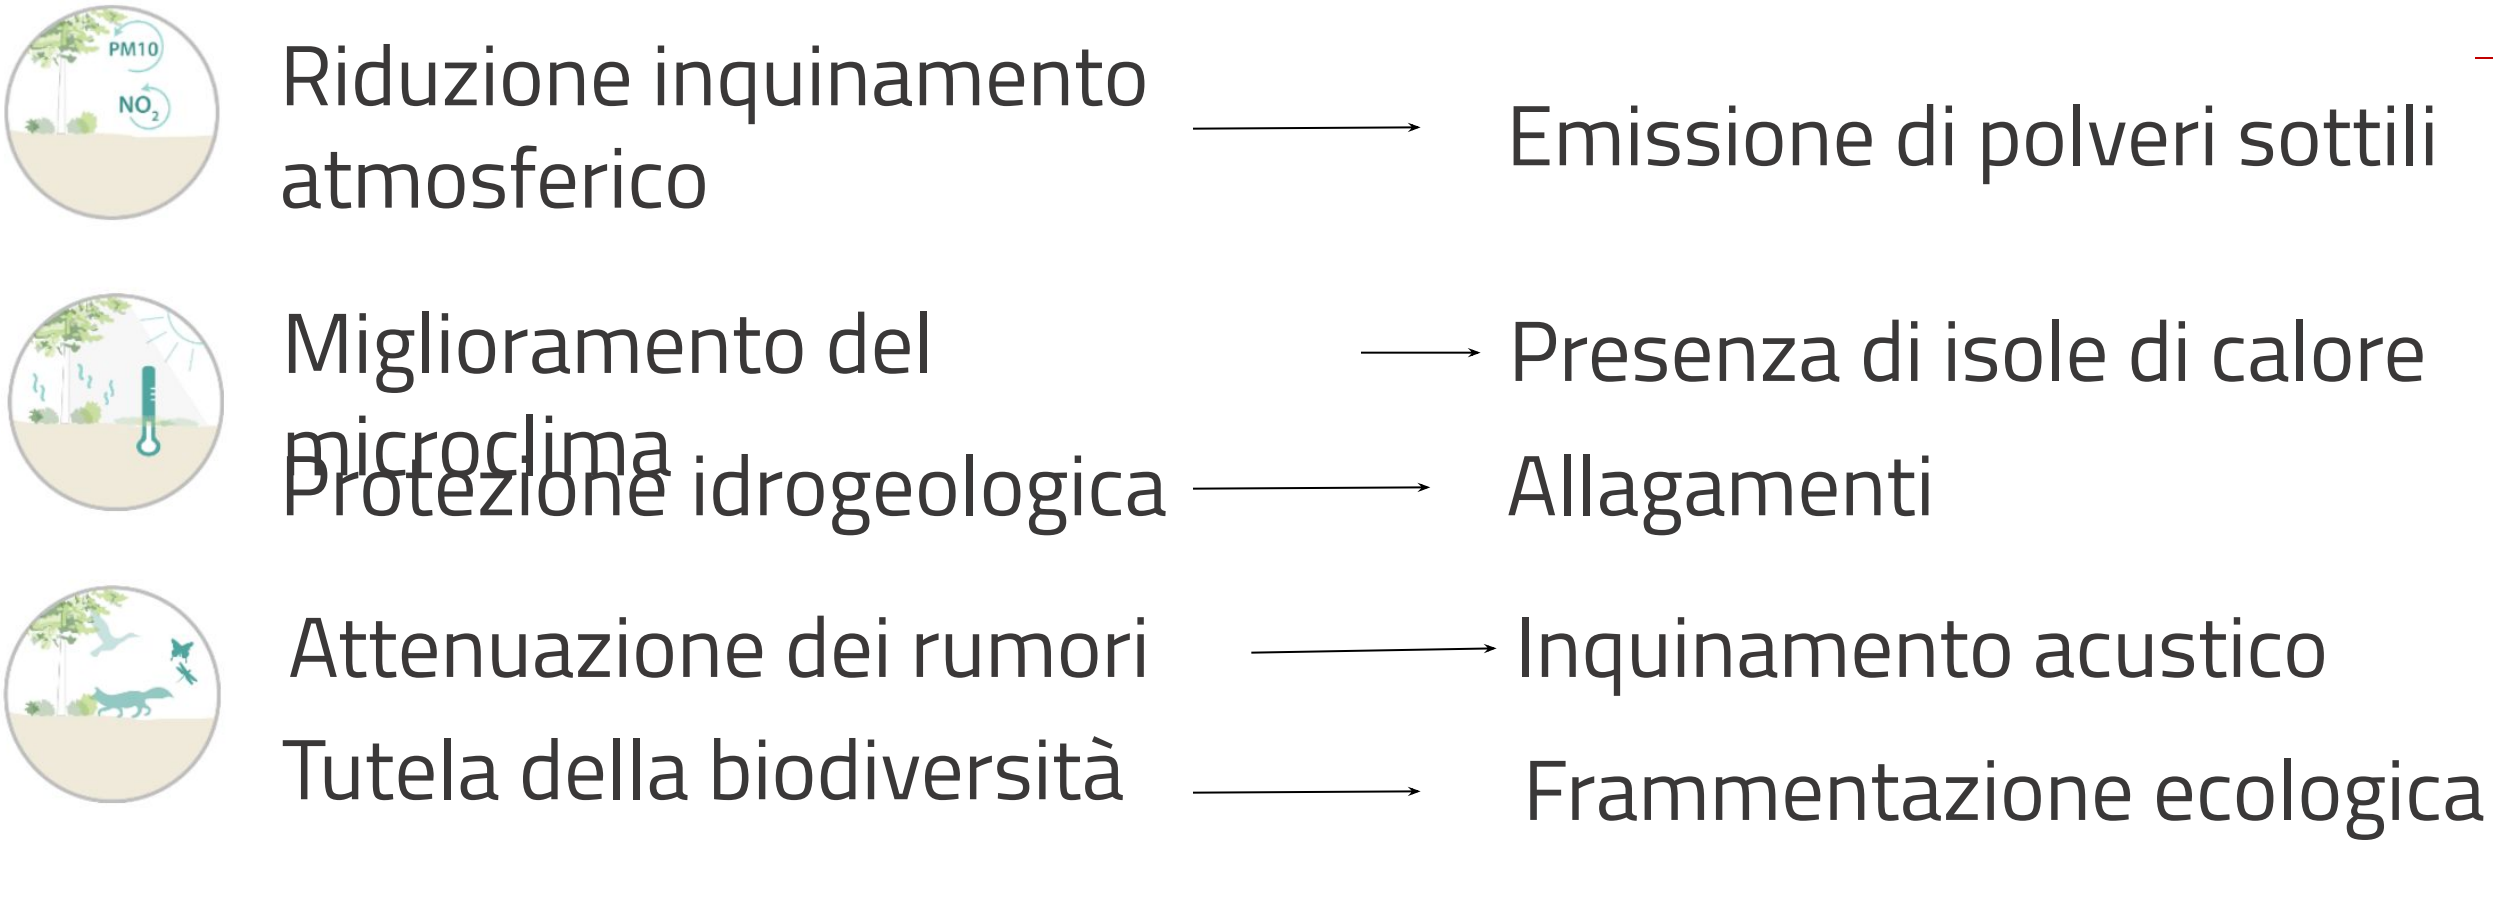 PM10
NO2
Riduzione inquinamento
atmosferico
Emissione di polveri sottili
Miglioramento del
microclima
Presenza di isole di calore
Protezione idrogeologica
Allagamenti
Attenuazione dei rumori
Inquinamento acustico
Tutela della biodiversità
Frammentazione ecologica